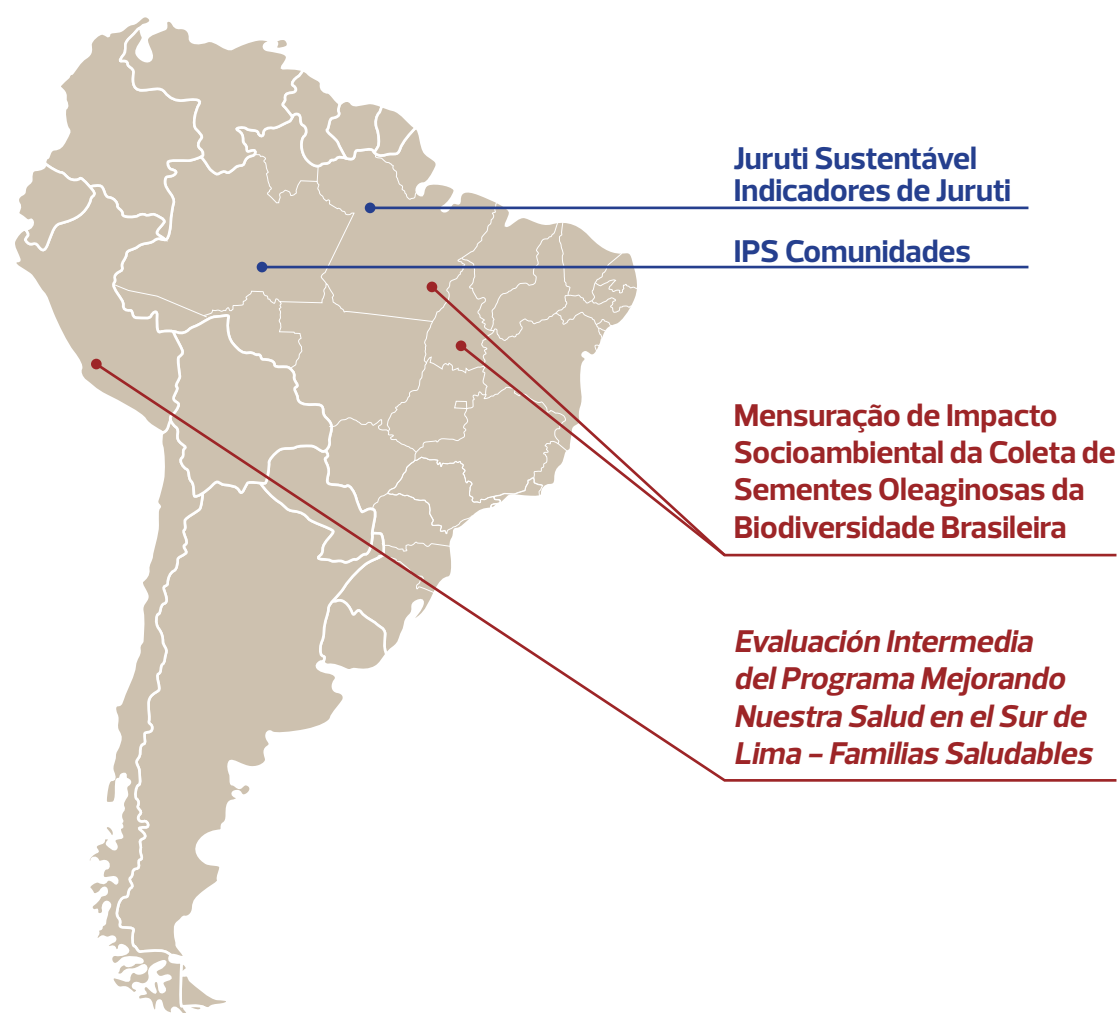 Juruti Sustentável
Indicadores de Juruti
IPS Comunidades
Mensuração de Impacto
Socioambiental da Coleta de
Sementes Oleaginosas da
Biodiversidade Brasileira
Evaluación Intermedia
del Programa Mejorando
Nuestra Salud en el Sur de
Lima – Familias Saludables